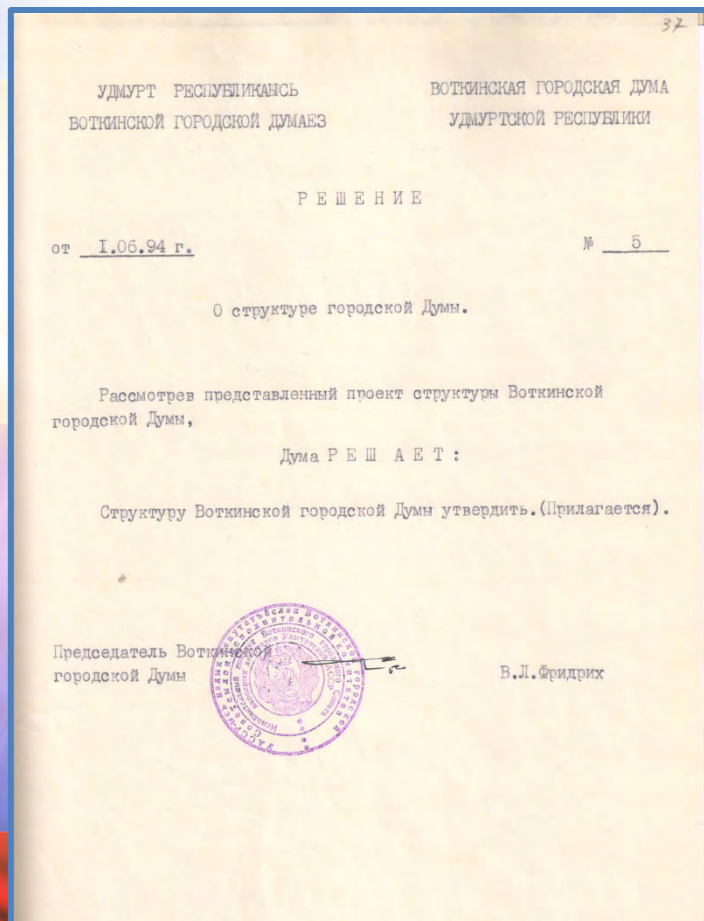 37
УДМУРТ РЕСПУБЛИКАНСЬ
ВОТКИНСКОЙ ГОРОДСКОЙ ДУМАЕЗ
ВОТКИНСКАЯ ГОРОДСКАЯ ДУМА
УДМУРТСКОЙ РЕСПУБЛИКИ
Р Е Ш Е Н И Е
от I.06.94 г.
№ 5
О структуре городской Думы.
Рассмотрев представленный проект структуры Воткинской
городской Думы,
Дума Р Е Ш А Е Т :
Структуру Воткинской городской Думы утвердить.(Прилагается).
Председатель Воткинской
городской Думы
В.Л.Фридрих